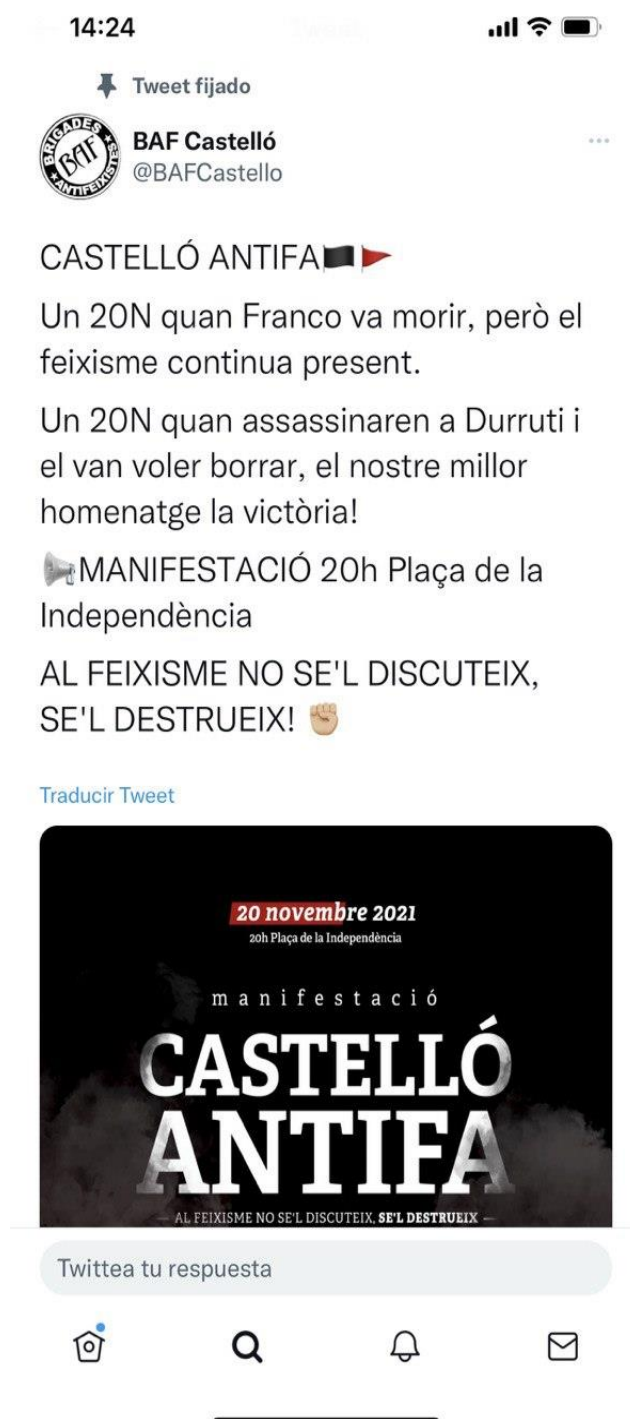 14:24
Tweet fijado
BRIGADES
BAF
ANTIFEIXISTES
BAF Castelló
@BAFCastello
CASTELLÓ ANTIFA
Un 20N quan Franco va morir, però el
feixisme continua present.
Un 20N quan assassinaren a Durruti i
el van voler borrar, el nostre millor
homenatge la victòria!
MANIFESTACIÓ 20h Plaça de la
Independència
AL FEIXISME NO SE'L DISCUTEIX,
SE'L DESTRUEIX!
Traducir Tweet
20 novembre 2021
20h Plaça de la Independència
manifestació
CASTELLÓ
ANTIFA
AL FEIXISME NO SE'L DISCUTEIX, SE'L DESTRUEIX
Twittea tu respuesta